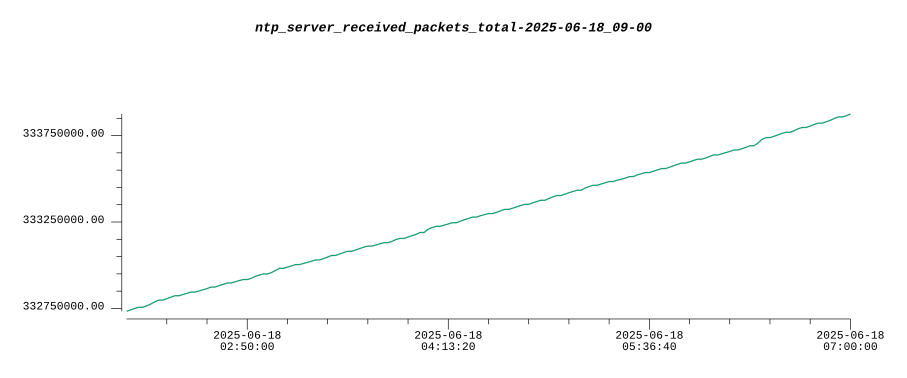 ntp_server_received_packets_total-2025-06-18_09-00
333750000.00
333250000.00
332750000.00
2025-06-18 2025-06-18 2025-06-18 2025-06-18
02:50:00 04:13:20 05:36:40 07:00:00